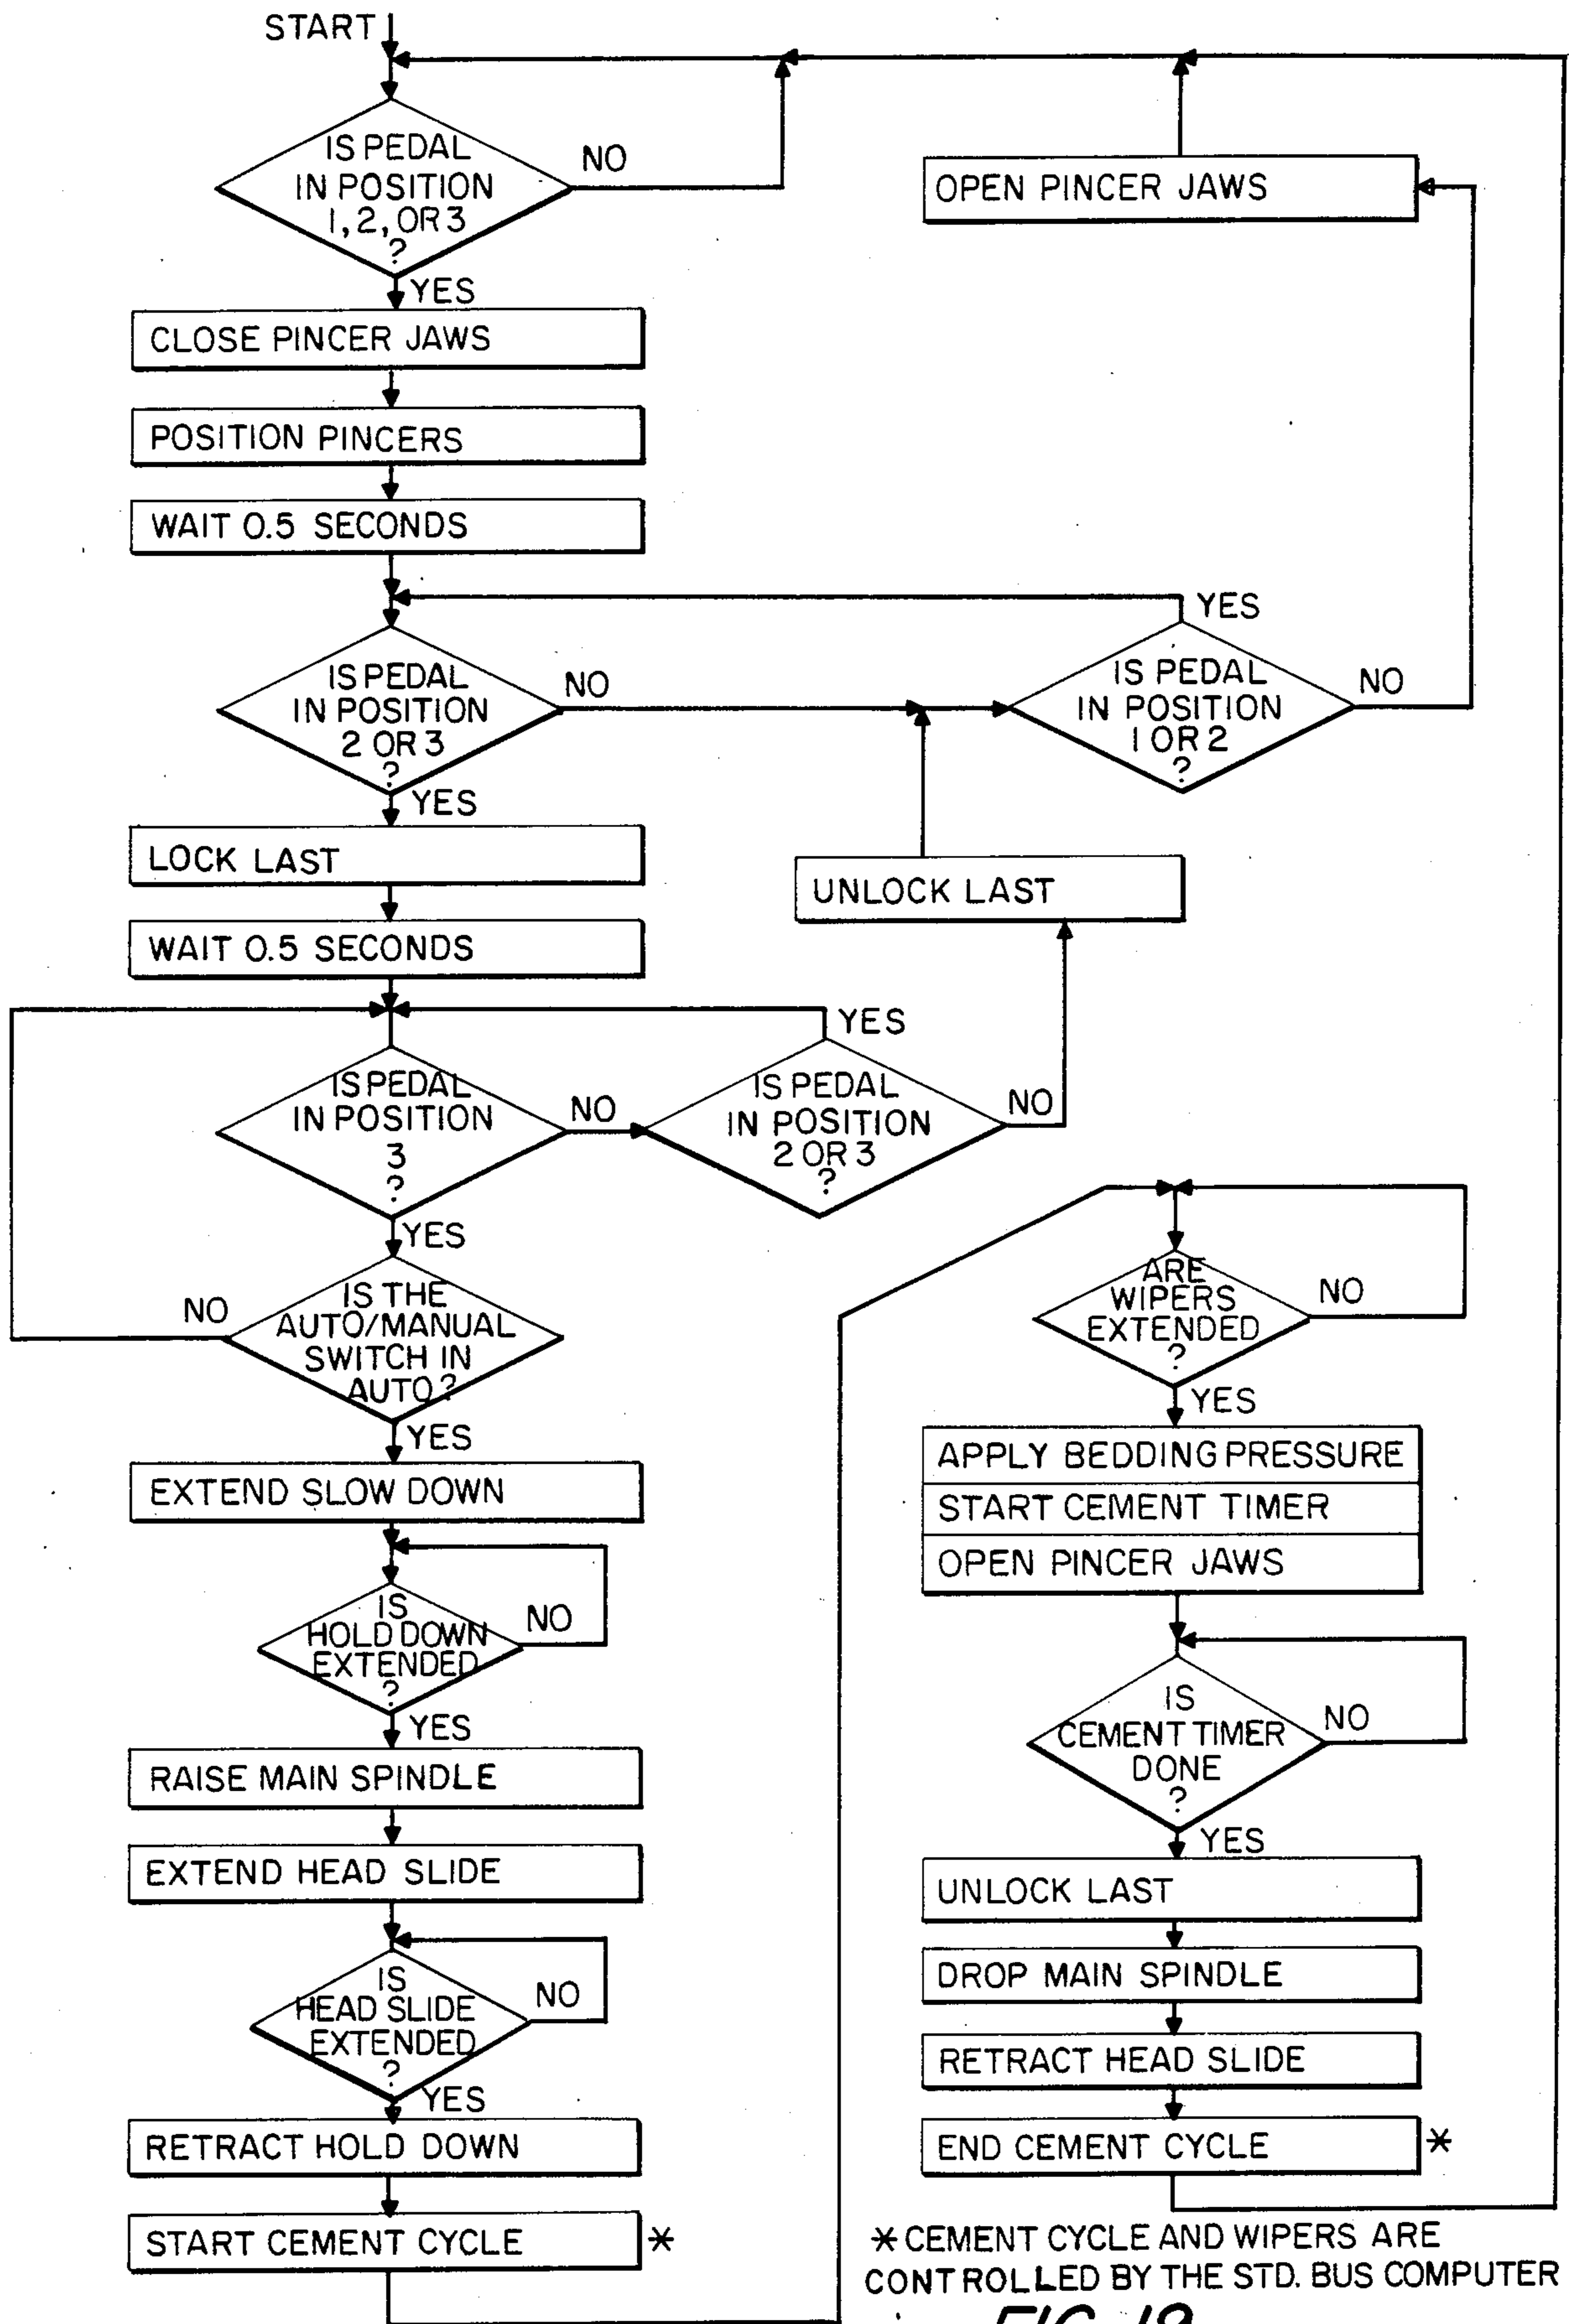 START
IS PEDAL
IN POSITION
1, 2, OR 3
?
NO
YES
OPEN PINCER JAWS
CLOSE PINCER JAWS
POSITION PINCERS
WAIT 0.5 SECONDS
IS PEDAL
IN POSITION
2 OR 3
?
NO
YES
IS PEDAL
IN POSITION
1 OR 2
?
YES
NO
LOCK LAST
UNLOCK LAST
WAIT 0.5 SECONDS
IS PEDAL
IN POSITION
3
?
NO
YES
IS PEDAL
IN POSITION
2 OR 3
?
YES
NO
IS THE
AUTO/MANUAL
SWITCH IN
AUTO?
NO
YES
EXTEND SLOW DOWN
IS
HOLD DOWN
EXTENDED
?
NO
YES
RAISE MAIN SPINDLE
EXTEND HEAD SLIDE
IS
HEAD SLIDE
EXTENDED
?
NO
YES
RETRACT HOLD DOWN
START CEMENT CYCLE *
ARE
WIPERS
EXTENDED
?
NO
YES
APPLY BEDDING PRESSURE
START CEMENT TIMER
OPEN PINCER JAWS
IS
CEMENT TIMER
DONE
?
NO
YES
UNLOCK LAST
DROP MAIN SPINDLE
RETRACT HEAD SLIDE
END CEMENT CYCLE *
* CEMENT CYCLE AND WIPERS ARE
CONTROLLED BY THE STD. BUS COMPUTER